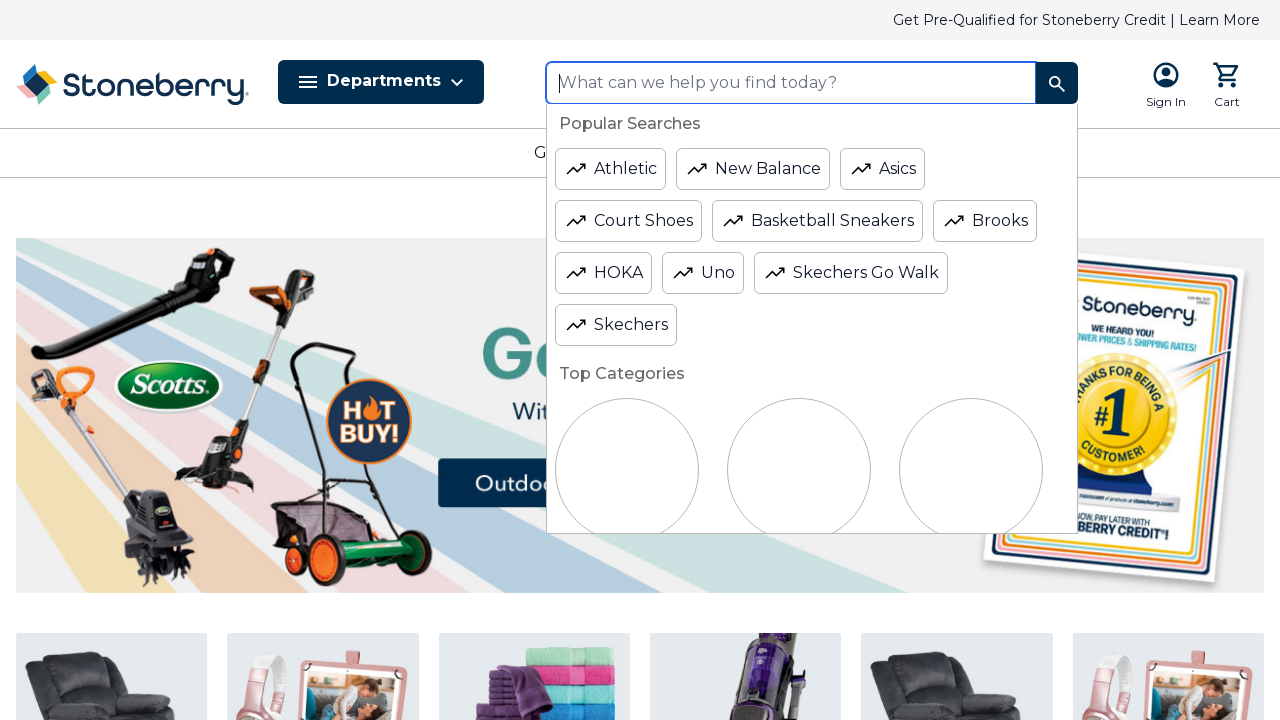 Get Pre-Qualified for Stoneberry Credit | Learn More
Stoneberry
Departments
What can we help you find today?
Sign In
Cart
G
Popular Searches
Athletic
New Balance
Asics
Court Shoes
Basketball Sneakers
Brooks
HOKA
Uno
Skechers Go Walk
Skechers
Top Categories
Scotts
HOT
BUY!
Ge
Wit
Outdo
Stoneberry
WE HEARD YOU!
OWER PRICES & SHIPPING RATES!
HANKS FOR BEING A
#1
CUSTOMER!
NOW, PAY LATER WITH
BERRY CREDIT®!